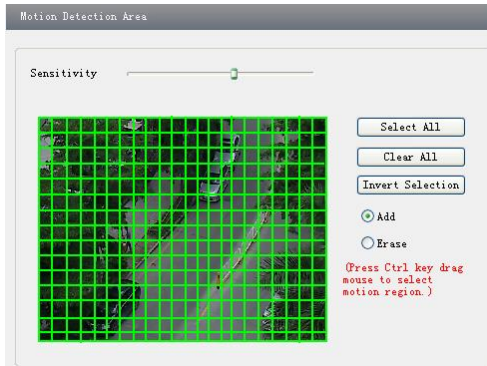 Motion Detection Area
Sensitivity
Select All
Clear All
Invert Selection
Add
Erase
(Press Ctrl key drag
mouse to select
motion region.)